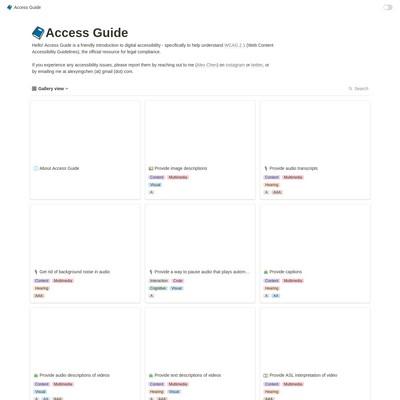 Access Guide
Access Guide
Hello! Access Guide is a friendly introduction to digital accessibility - specifically to help understand WCAG 2.1 (Web Content
Accessibility Guidelines), the official resource for legal compliance.
If you experience any accessibility issues, please report them by reaching out to me (Alex Chen) on instagram or twitter, or
by emailing me at alexyingchen (at) gmail (dot) com.
Gallery view
Search
About Access Guide
Provide image descriptions
Content Multimedia
Visual
A
Provide audio transcripts
Content Multimedia
Hearing
A AAA
Get rid of background noise in audio
Content Multimedia
Hearing
AAA
Provide a way to pause audio that plays autom...
Interaction Code
Cognitive Visual
A
Provide captions
Content Multimedia
Hearing
A AA
Provide audio descriptions of videos
Content Multimedia
Visual
A AA AAA
Provide text descriptions of videos
Content Multimedia
Hearing Visual
A AAA
Provide ASL interpretation of video
Content Multimedia
Hearing
AAA